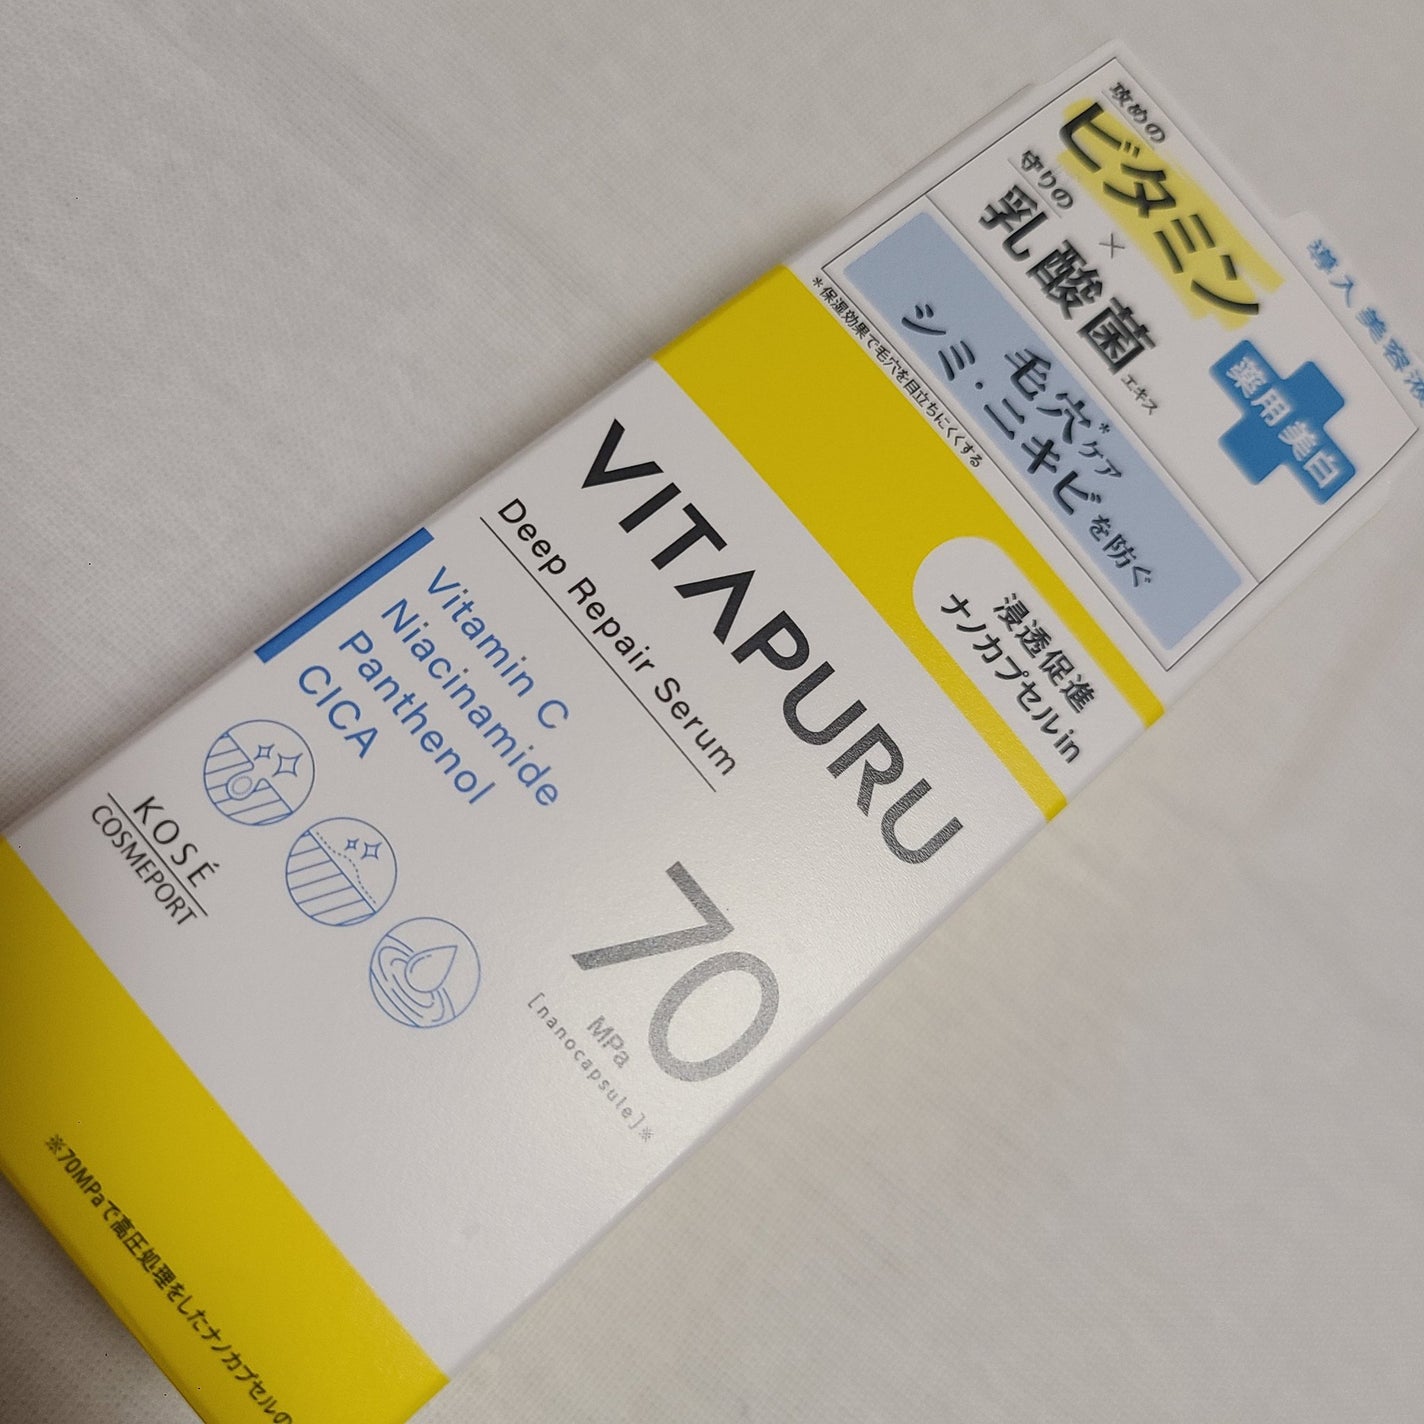 導入美容液
攻めの
ビタミン
×
守りの
乳酸菌エキス
薬用美白
毛穴*ケア
シミ・ニキビを防ぐ
*保湿効果で毛穴を目立ちにくくする
浸透促進
ナノカプセルin
VITAPURU
Deep Repair Serum
Vitamin C
Niacinamide
Panthenol
CICA
70
MPa
[nanocapsule]※
KOSÉ
COSMEPORT
※70MPaで高圧処理をしたナノカプセルの